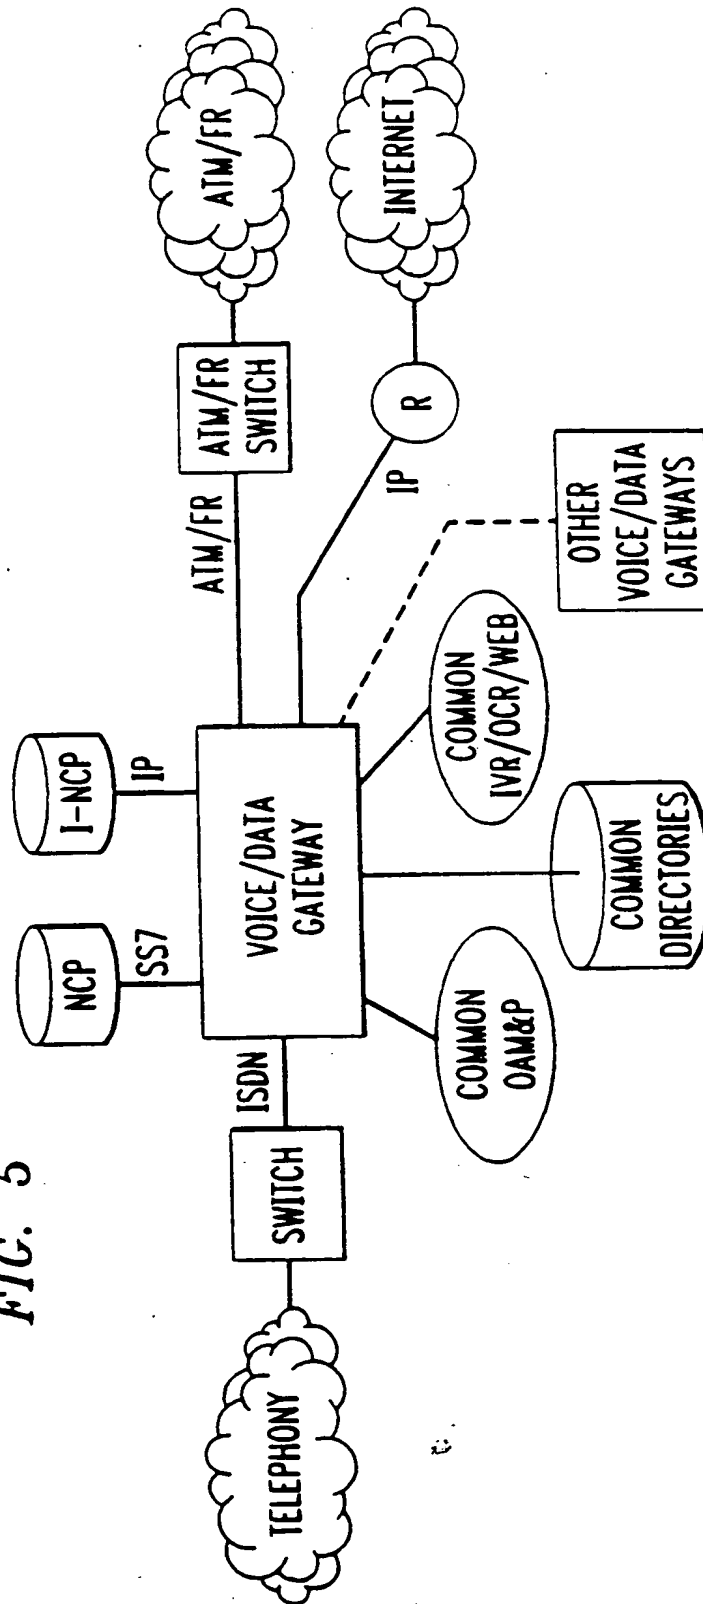 FIG. 5
NCP
I-NCP
SS7
IP
TELEPHONY
SWITCH
ISDN
VOICE/DATA
GATEWAY
ATM/FR
ATM/FR
SWITCH
ATM/FR
IP
R
INTERNET
COMMON
OAM&P
COMMON
DIRECTORIES
COMMON
IVR/OCR/WEB
OTHER
VOICE/DATA
GATEWAYS